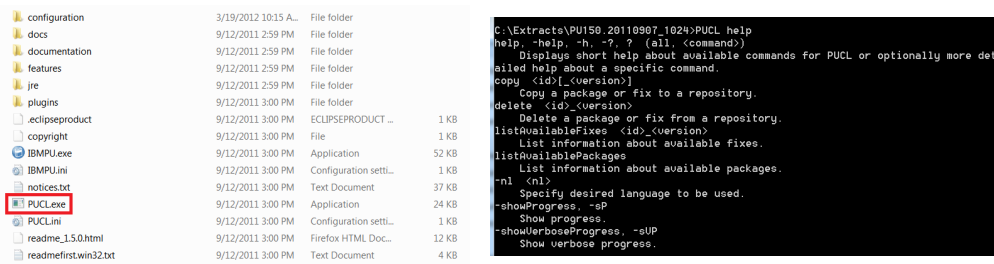 configuration 3/19/2012 10:15 A... File folder
docs 9/12/2011 2:59 PM File folder
documentation 9/12/2011 2:59 PM File folder
features 9/12/2011 2:59 PM File folder
jre 9/12/2011 2:59 PM File folder
plugins 9/12/2011 3:00 PM File folder
.eclipseproduct 9/12/2011 3:00 PM ECLIPSEPRODUCT ... 1 KB
copyright 9/12/2011 3:00 PM File 1 KB
IBMPU.exe 9/12/2011 3:00 PM Application 52 KB
IBMPU.ini 9/12/2011 3:00 PM Configuration setti... 1 KB
notices.txt 9/12/2011 3:00 PM Text Document 37 KB
PUCL.exe 9/12/2011 3:00 PM Application 24 KB
PUCL.ini 9/12/2011 3:00 PM Configuration setti... 1 KB
readme_1.5.0.html 9/12/2011 3:00 PM Firefox HTML Doc... 12 KB
readmefirst.win32.txt 9/12/2011 3:00 PM Text Document 4 KB
C:\Extracts\PU150.20110907_1024>PUCL help
help, -help, -h, -?, ? (all, <command>)
Displays short help about available commands for PUCL or optionally more det
ailed help about a specific command.
copy <id>[_<version>]
Copy a package or fix to a repository.
delete <id>_<version>
Delete a package or fix from a repository.
listAvailableFixes <id>_<version>
List information about available fixes.
listAvailablePackages
List information about available packages.
-nl <nl>
Specify desired language to be used.
-showProgress, -sP
Show progress.
-showVerboseProgress, -sVP
Show verbose progress.